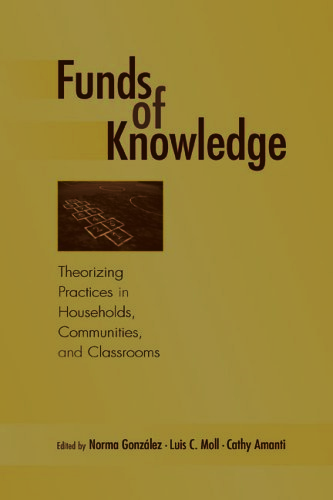 Funds
of
Knowledge
Theorizing
Practices in
Households,
Communities,
and Classrooms
Edited by Norma González • Luis C. Moll • Cathy Amanti